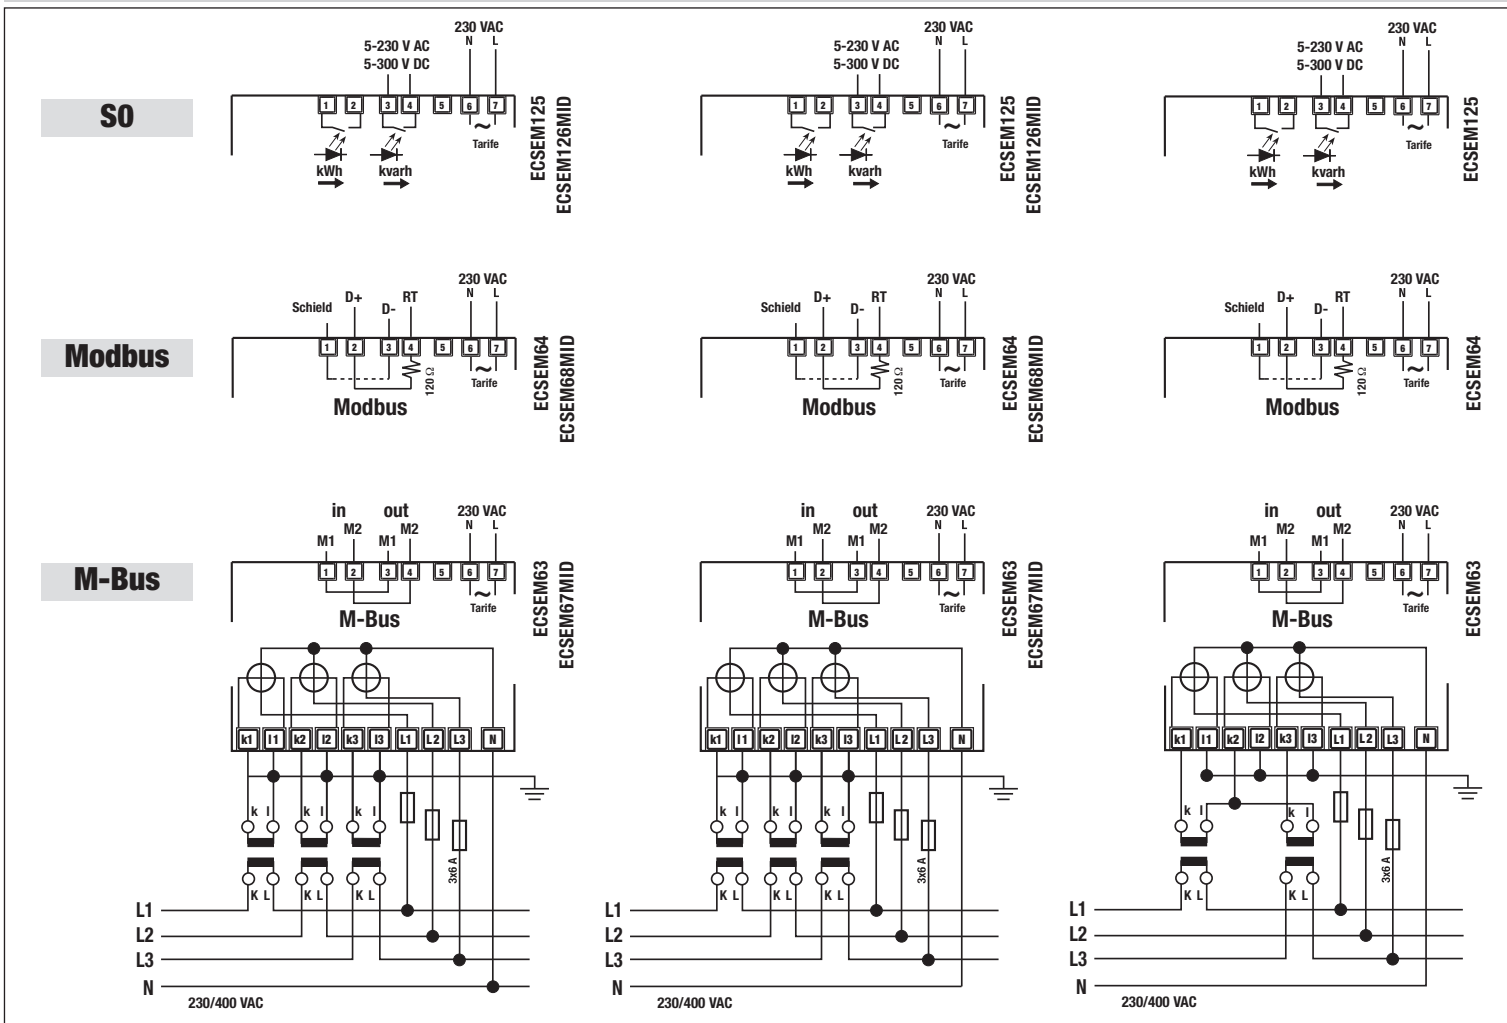 S0
230 VAC
N L
5-230 V AC
5-300 V DC
1 2 3 4 5 6 7
Tarife
kWh kvarh
ECSEM125
ECSEM126MID
230 VAC
N L
5-230 V AC
5-300 V DC
1 2 3 4 5 6 7
~
Tarife
kWh kvarh
ECSEM125
ECSEM126MID
230 VAC
N L
5-230 V AC
5-300 V DC
1 2 3 4 5 6 7
~
Tarife
kWh kvarh
ECSEM125
Modbus
230 VAC
N L
Schield D+ D- RT
1 2 3 4 5 6 7
~
Tarife
120 Ω
Modbus
ECSEM64
ECSEM68MID
230 VAC
N L
Schield D+ D- RT
1 2 3 4 5 6 7
~
Tarife
120 Ω
Modbus
ECSEM64
ECSEM68MID
230 VAC
N L
Schield D+ D- RT
1 2 3 4 5 6 7
~
Tarife
120 Ω
Modbus
ECSEM64
M-Bus
in out
230 VAC
N L
M1 M2 M1 M2
1 2 3 4 5 6 7
~
Tarife
M-Bus
ECSEM63
ECSEM67MID
in out
230 VAC
N L
M1 M2 M1 M2
1 2 3 4 5 6 7
~
Tarife
M-Bus
ECSEM63
ECSEM67MID
in out
230 VAC
N L
M1 M2 M1 M2
1 2 3 4 5 6 7
~
Tarife
M-Bus
ECSEM63
k1 l1 k2 l2 k3 l3 L1 L2 L3 N
k l k l k l
3x6 A
K L K L K L
L1
L2
L3
N
230/400 VAC
k1 l1 k2 l2 k3 l3 L1 L2 L3 N
k l k l k l
3x6 A
K L K L K L
L1
L2
L3
N
230/400 VAC
k1 l1 k2 l2 k3 l3 L1 L2 L3 N
k l k l
3x6 A
K L K L
L1
L2
L3
N
230/400 VAC